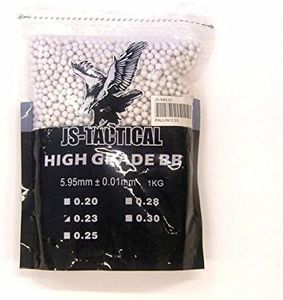 JS-TACTICAL
HIGH GRADE BB
5.95mm ± 0.01mm 1KG
0.20 0.28
0.23 0.30
0.25